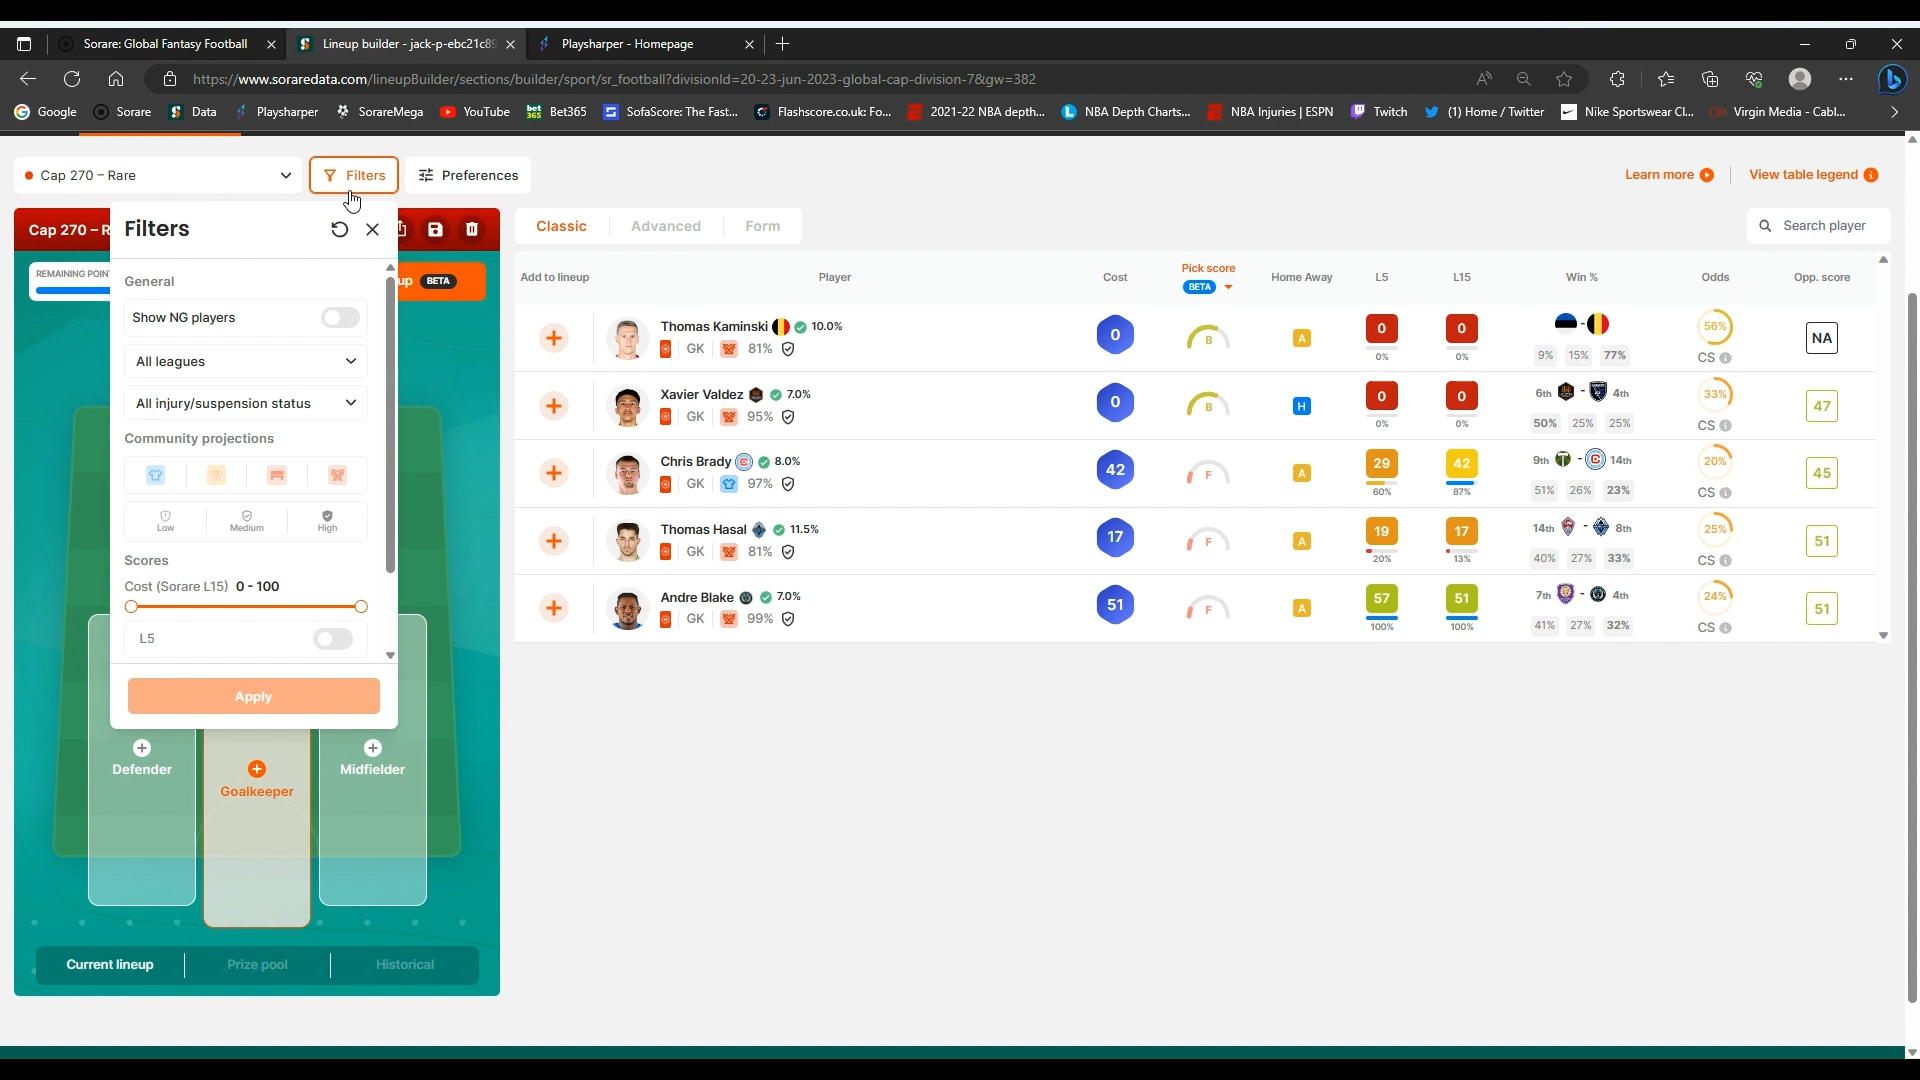 Sorare: Global Fantasy Football
Lineup builder - jack-p-ebc21c89
Playsharper - Homepage
https://www.soraredata.com/lineupBuilder/sections/builder/sport/sr_football?divisionId=20-23-jun-2023-global-cap-division-7&gw=382
Google Sorare Data Playsharper SorareMega YouTube Bet365 SofaScore: The Fast... Flashscore.co.uk: Fo... 2021-22 NBA depth... NBA Depth Charts... NBA Injuries | ESPN Twitch (1) Home / Twitter Nike Sportswear Cl... Virgin Media - Cabl...
Cap 270 – Rare
Filters
Preferences
Learn more
View table legend
Cap 270 – R
Filters
REMAINING POIN
up BETA
General
Show NG players
All leagues
All injury/suspension status
Community projections
Low Medium High
Scores
Cost (Sorare L15) 0 - 100
L5
Apply
Defender
Goalkeeper
Midfielder
Current lineup Prize pool Historical
Classic Advanced Form
Search player
Add to lineup Player Cost Pick score BETA Home Away L5 L15 Win % Odds Opp. score
Thomas Kaminski 10.0%
GK 81%
0 B A 0 0% 0 0% 9% 15% 77% 56% CS NA
Xavier Valdez 7.0%
GK 95%
0 B H 0 0% 0 0% 6th - 4th 50% 25% 25% 33% CS 47
Chris Brady 8.0%
GK 97%
42 F A 29 60% 42 87% 9th - 14th 51% 26% 23% 20% CS 45
Thomas Hasal 11.5%
GK 81%
17 F A 19 20% 17 13% 14th - 8th 40% 27% 33% 25% CS 51
Andre Blake 7.0%
GK 99%
51 F A 57 100% 51 100% 7th - 4th 41% 27% 32% 24% CS 51